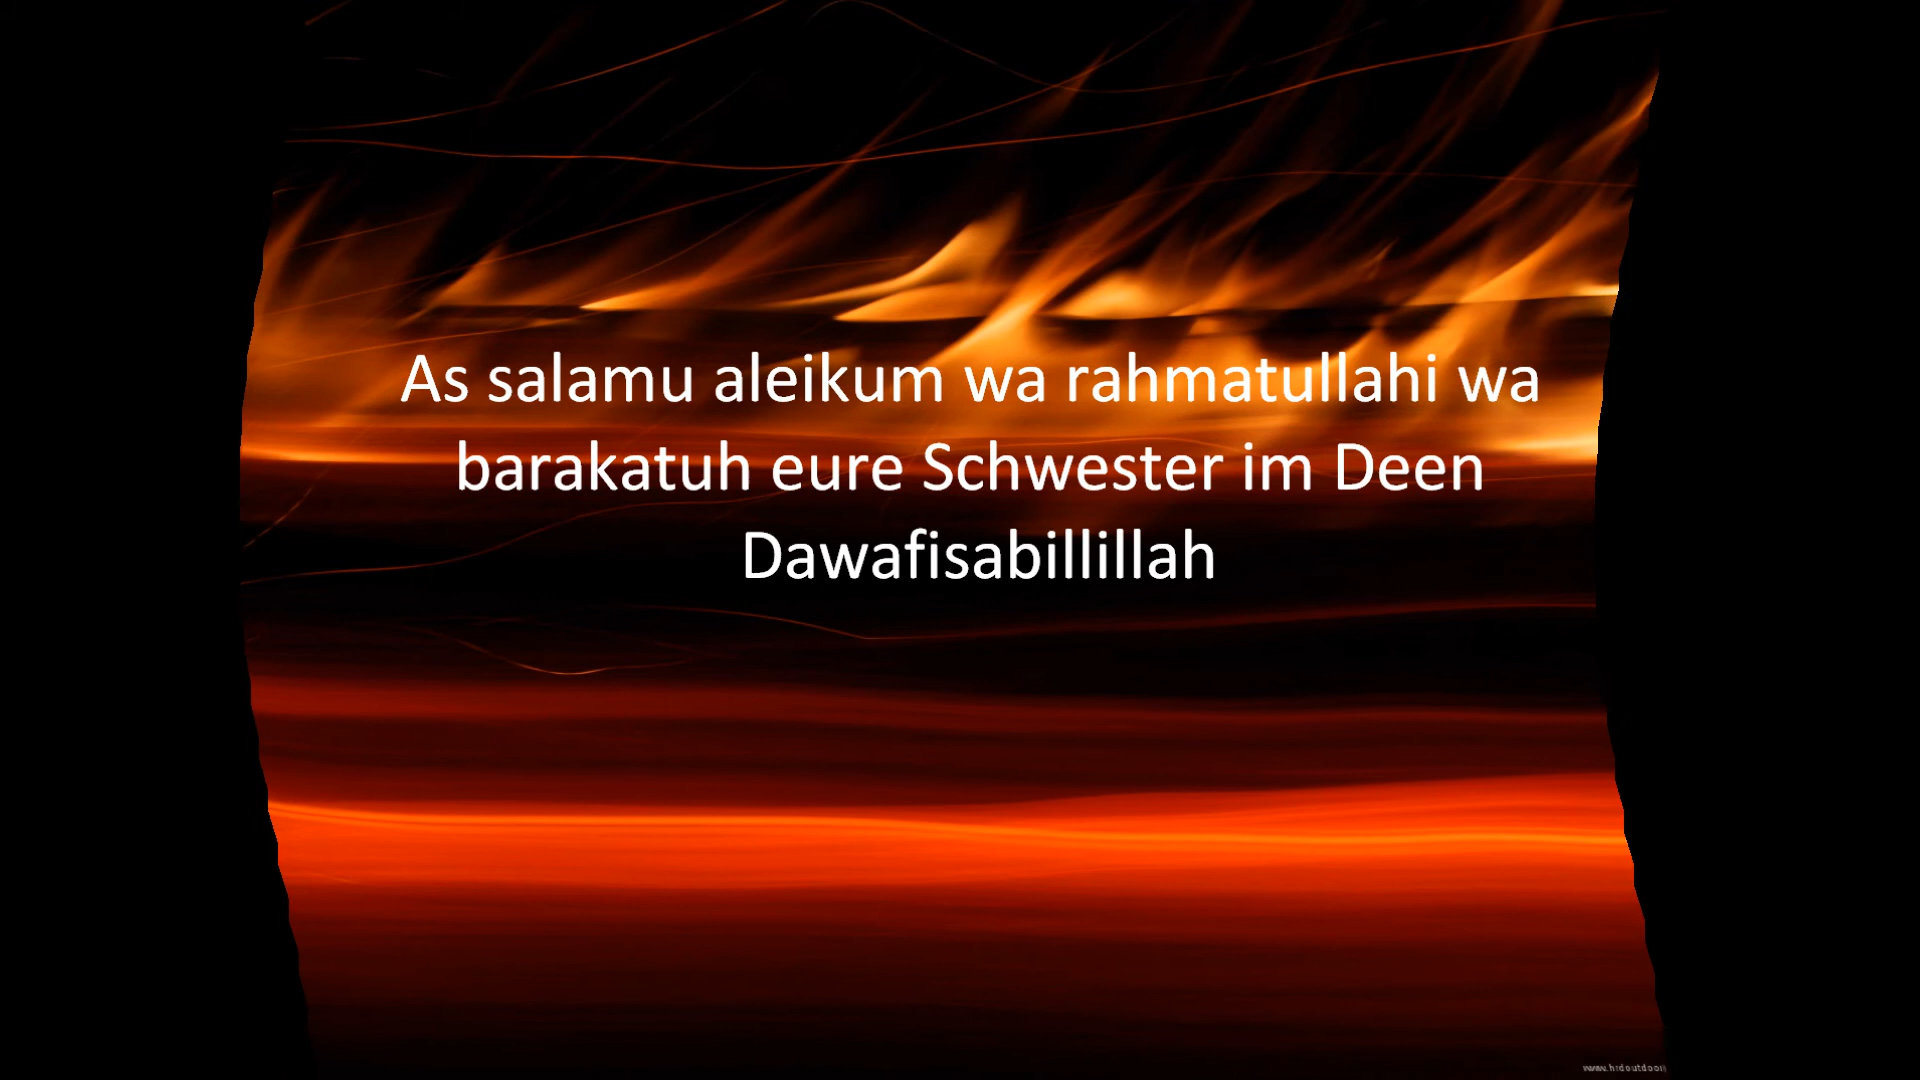 As salamu aleikum wa rahmatullahi wa
barakatuh eure Schwester im Deen
Dawafisabillillah